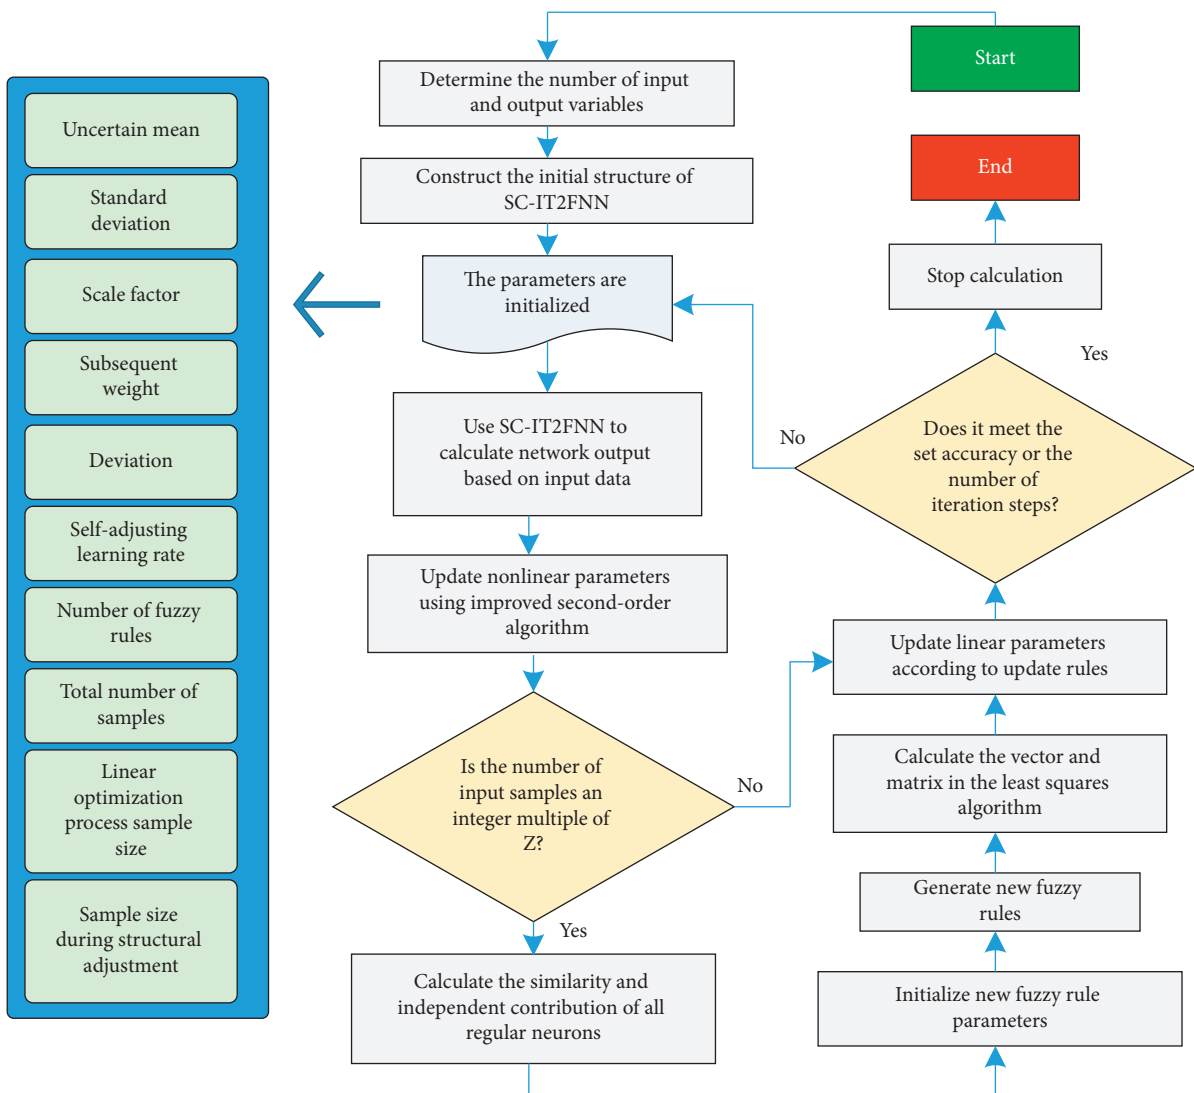 Uncertain mean
Standard
deviation
Scale factor
Subsequent
weight
Deviation
Self-adjusting
learning rate
Number of fuzzy
rules
Total number of
samples
Linear
optimization
process sample
size
Sample size
during structural
adjustment
Start
Determine the number of input
and output variables
Construct the initial structure of
SC-IT2FNN
The parameters are
initialized
Use SC-IT2FNN to
calculate network output
based on input data
Update nonlinear parameters
using improved second-order
algorithm
Is the number of
input samples an
integer multiple of
Z?
No
Yes
Calculate the similarity and
independent contribution of all
regular neurons
Initialize new fuzzy rule
parameters
Generate new fuzzy
rules
Calculate the vector and
matrix in the least squares
algorithm
Update linear parameters
according to update rules
Does it meet the
set accuracy or the
number of
iteration steps?
No
Yes
Stop calculation
End